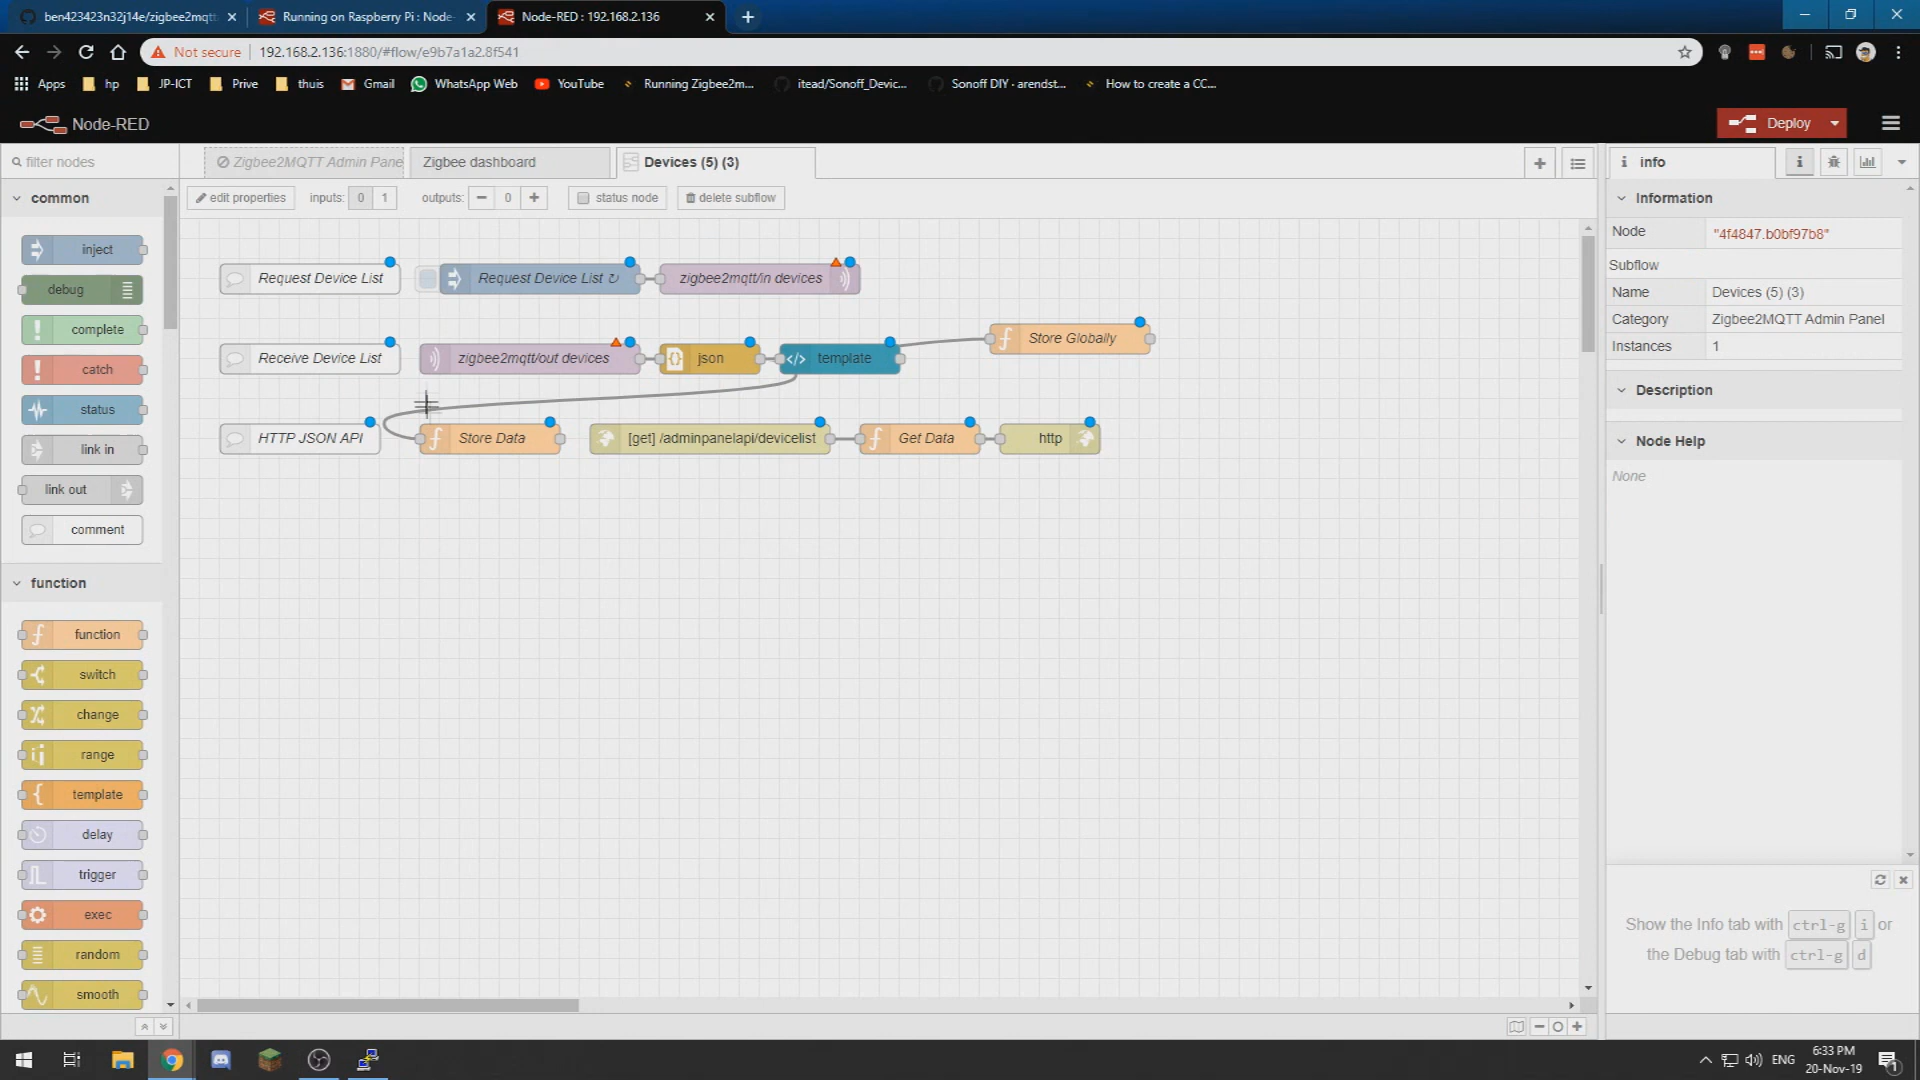 ben423423n32j14e/zigbee2mqtt
Running on Raspberry Pi : Node-
Node-RED : 192.168.2.136
Not secure
192.168.2.136:1880/#flow/e9b7a1a2.8f541
Apps
hp
JP-ICT
Prive
thuis
Gmail
WhatsApp Web
YouTube
Running Zigbee2m...
itead/Sonoff_Devic...
Sonoff DIY · arendst...
How to create a CC...
Node-RED
Deploy
filter nodes
Zigbee2MQTT Admin Pane
Zigbee dashboard
Devices (5) (3)
info
edit properties
inputs:
0
1
outputs:
0
status node
delete subflow
common
inject
debug
complete
catch
status
link in
link out
comment
function
function
switch
change
range
template
delay
trigger
exec
random
smooth
Request Device List
Request Device List ↻
zigbee2mqtt/in devices
Receive Device List
zigbee2mqtt/out devices
json
template
Store Globally
HTTP JSON API
Store Data
[get] /adminpanelapi/devicelist
Get Data
http
Information
Node
"4f4847.b0bf97b8"
Subflow
Name
Devices (5) (3)
Category
Zigbee2MQTT Admin Panel
Instances
1
Description
Node Help
None
Show the Info tab with ctrl-g i or
the Debug tab with ctrl-g d
ENG
6:33 PM
20-Nov-19
1